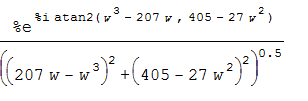 %e^(%i atan2(w^3 - 207 w , 405 - 27 w^2))
((207 w - w^3)^2 + (405 - 27 w^2)^2)^0.5